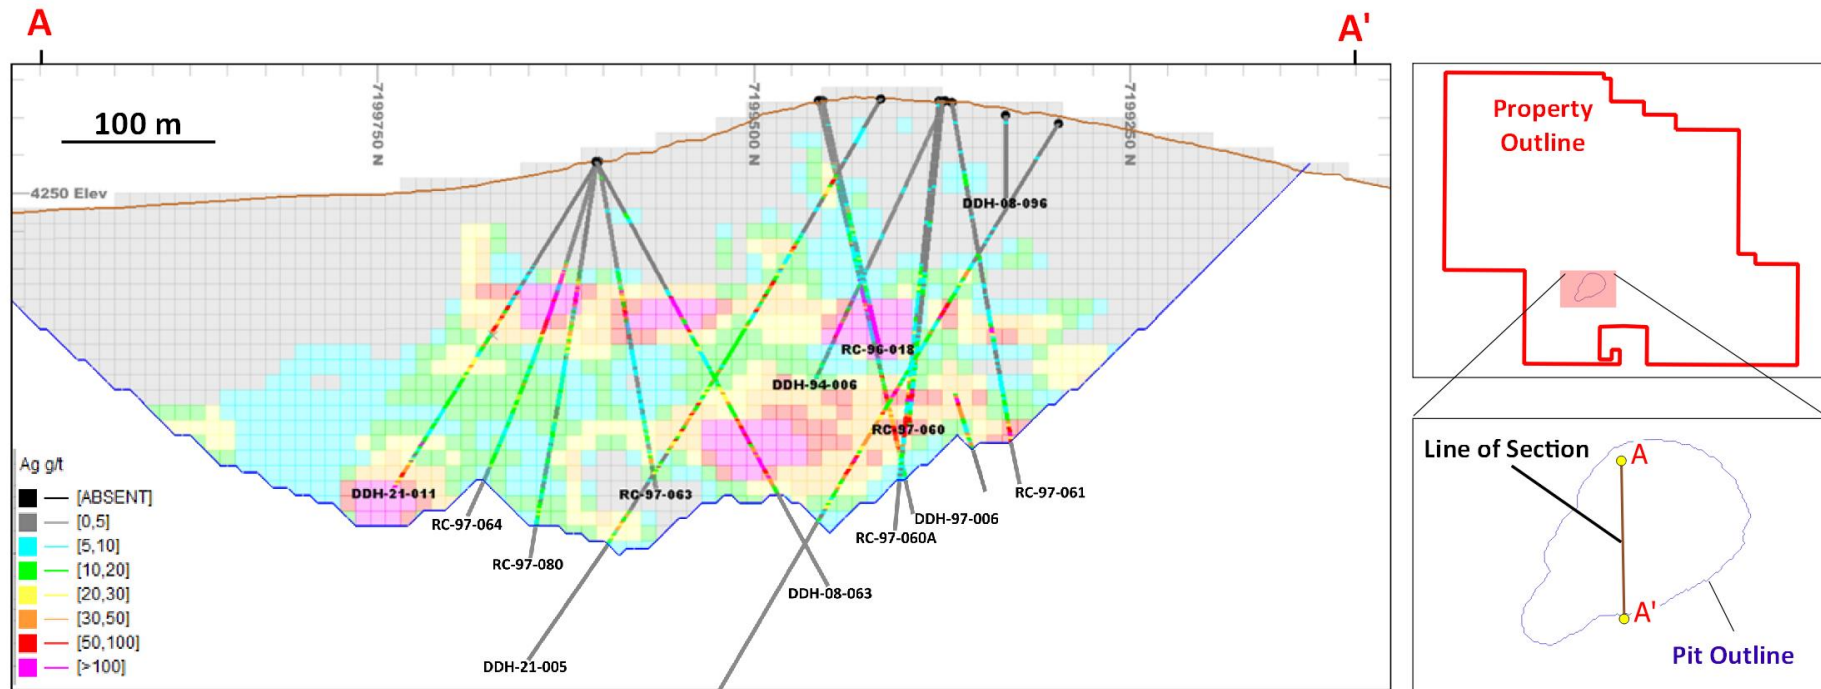 A
A'
100 m
7199750 N
7199500 N
7199250 N
4250 Elev
DDH-08-096
RC-96-018
DDH-94-006
RC-97-060
DDH-21-011
RC-97-063
RC-97-064
RC-97-061
DDH-97-006
RC-97-060A
RC-97-080
DDH-08-063
DDH-21-005
Ag g/t
[ABSENT]
[0,5]
[5,10]
[10,20]
[20,30]
[30,50]
[50,100]
[>100]
Property
Outline
Line of Section
A
A'
Pit Outline